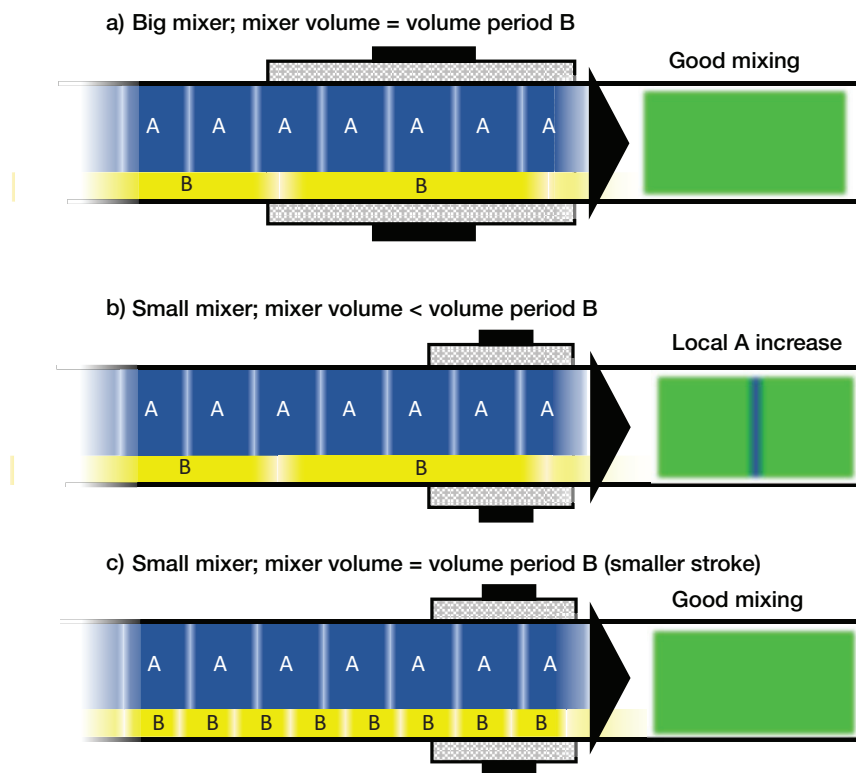 a) Big mixer; mixer volume = volume period B
Good mixing
A A A A A A A
B B
b) Small mixer; mixer volume < volume period B
Local A increase
A A A A A A A
B B
c) Small mixer; mixer volume = volume period B (smaller stroke)
Good mixing
A A A A A A A
B B B B B B B B